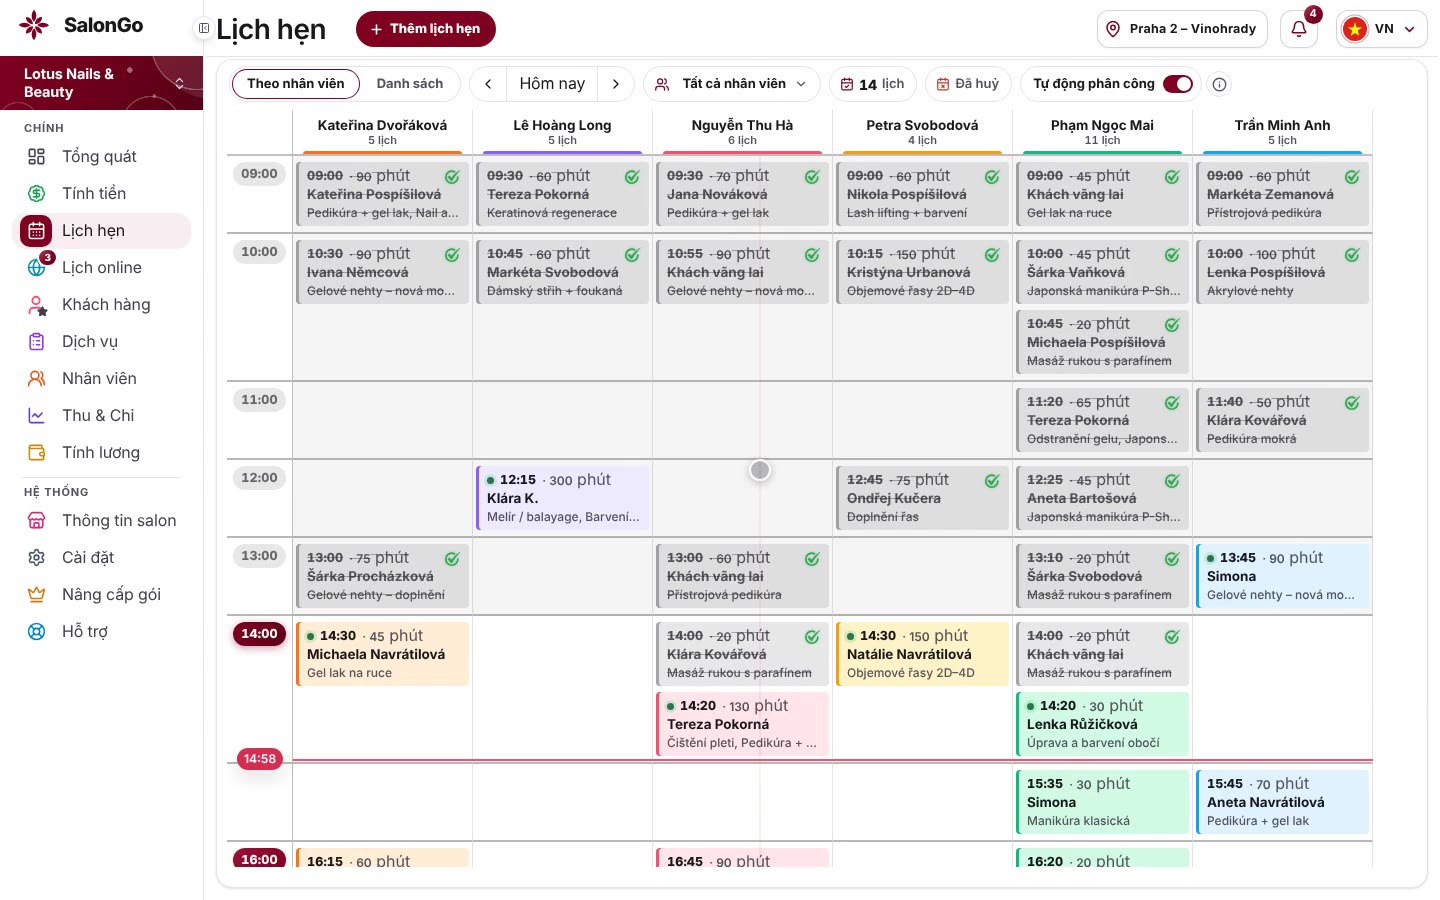 SalonGo
Lotus Nails &
Beauty
CHÍNH
Tổng quát
Tính tiền
Lịch hẹn
Lịch online
3
Khách hàng
Dịch vụ
Nhân viên
Thu & Chi
Tính lương
HỆ THỐNG
Thông tin salon
Cài đặt
Nâng cấp gói
Hỗ trợ
Lịch hẹn
+ Thêm lịch hẹn
Praha 2 – Vinohrady
4
VN
Theo nhân viên
Danh sách
Hôm nay
Tất cả nhân viên
14 lịch
Đã huỷ
Tự động phân công
Kateřina Dvořáková
5 lịch
Lê Hoàng Long
5 lịch
Nguyễn Thu Hà
6 lịch
Petra Svobodová
4 lịch
Phạm Ngọc Mai
11 lịch
Trần Minh Anh
5 lịch
09:00
09:00 · 90 phút
Kateřina Pospíšilová
Pedikúra + gel lak, Nail a...
09:30 · 60 phút
Tereza Pokorná
Keratinová regenerace
09:30 · 70 phút
Jana Nováková
Pedikúra + gel lak
09:00 · 60 phút
Nikola Pospíšilová
Lash lifting + barvení
09:00 · 45 phút
Khách vãng lai
Gel lak na ruce
09:00 · 60 phút
Markéta Zemanová
Přístrojová pedikúra
10:00
10:30 · 90 phút
Ivana Němcová
Gelové nehty – nová mo...
10:45 · 60 phút
Markéta Svobodová
Dámský střih + foukaná
10:55 · 90 phút
Khách vãng lai
Gelové nehty – nová mo...
10:15 · 150 phút
Kristýna Urbanová
Objemové řasy 2D–4D
10:00 · 45 phút
Šárka Vaňková
Japonská manikúra P-Sh...
10:00 · 100 phút
Lenka Pospíšilová
Akrylové nehty
10:45 · 20 phút
Michaela Pospíšilová
Masáž rukou s parafínem
11:00
11:20 · 65 phút
Tereza Pokorná
Odstranění gelu, Japons...
11:40 · 50 phút
Klára Kovářová
Pedikúra mokrá
12:00
12:15 · 300 phút
Klára K.
Melír / balayage, Barvení...
12:45 · 75 phút
Ondřej Kučera
Doplnění řas
12:25 · 45 phút
Aneta Bartošová
Japonská manikúra P-Sh...
13:00
13:00 · 75 phút
Šárka Procházková
Gelové nehty – doplnění
13:00 · 60 phút
Khách vãng lai
Přístrojová pedikúra
13:10 · 20 phút
Šárka Svobodová
Masáž rukou s parafínem
13:45 · 90 phút
Simona
Gelové nehty – nová mo...
14:00
14:30 · 45 phút
Michaela Navrátilová
Gel lak na ruce
14:00 · 20 phút
Klára Kovářová
Masáž rukou s parafínem
14:30 · 150 phút
Natálie Navrátilová
Objemové řasy 2D–4D
14:00 · 20 phút
Khách vãng lai
Masáž rukou s parafínem
14:20 · 130 phút
Tereza Pokorná
Čištění pleti, Pedikúra + ...
14:20 · 30 phút
Lenka Růžičková
Úprava a barvení obočí
14:58
15:35 · 30 phút
Simona
Manikúra klasická
15:45 · 70 phút
Aneta Navrátilová
Pedikúra + gel lak
16:00
16:15 · 60 phút
16:45 · 90 phút
16:20 · 20 phút